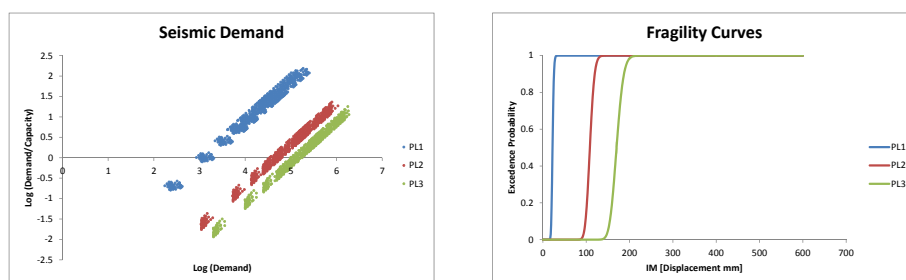 Seismic Demand
2.5
2
1.5
1
0.5
0
-0.5
-1
-1.5
-2
-2.5
0 1 2 3 4 5 6 7
Log (Demand/Capacity)
Log (Demand)
PL1
PL2
PL3
Fragility Curves
1
0.8
0.6
0.4
0.2
0
0 100 200 300 400 500 600 700
Excedence Probability
IM [Displacement mm]
PL1
PL2
PL3